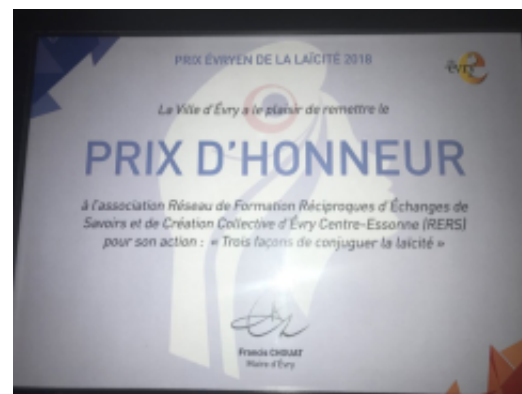 PRIX ÉVRYEN DE LA LAÏCITÉ 2018
évry
La Ville d'Évry a le plaisir de remettre le
PRIX D'HONNEUR
à l'association Réseau de Formation Réciproques d'Échanges de
Savoirs et de Création Collective d'Évry Centre-Essonne (RERS)
pour son action : « Trois façons de conjuguer la laïcité »
Francis CHOUAT
Maire d'Évry